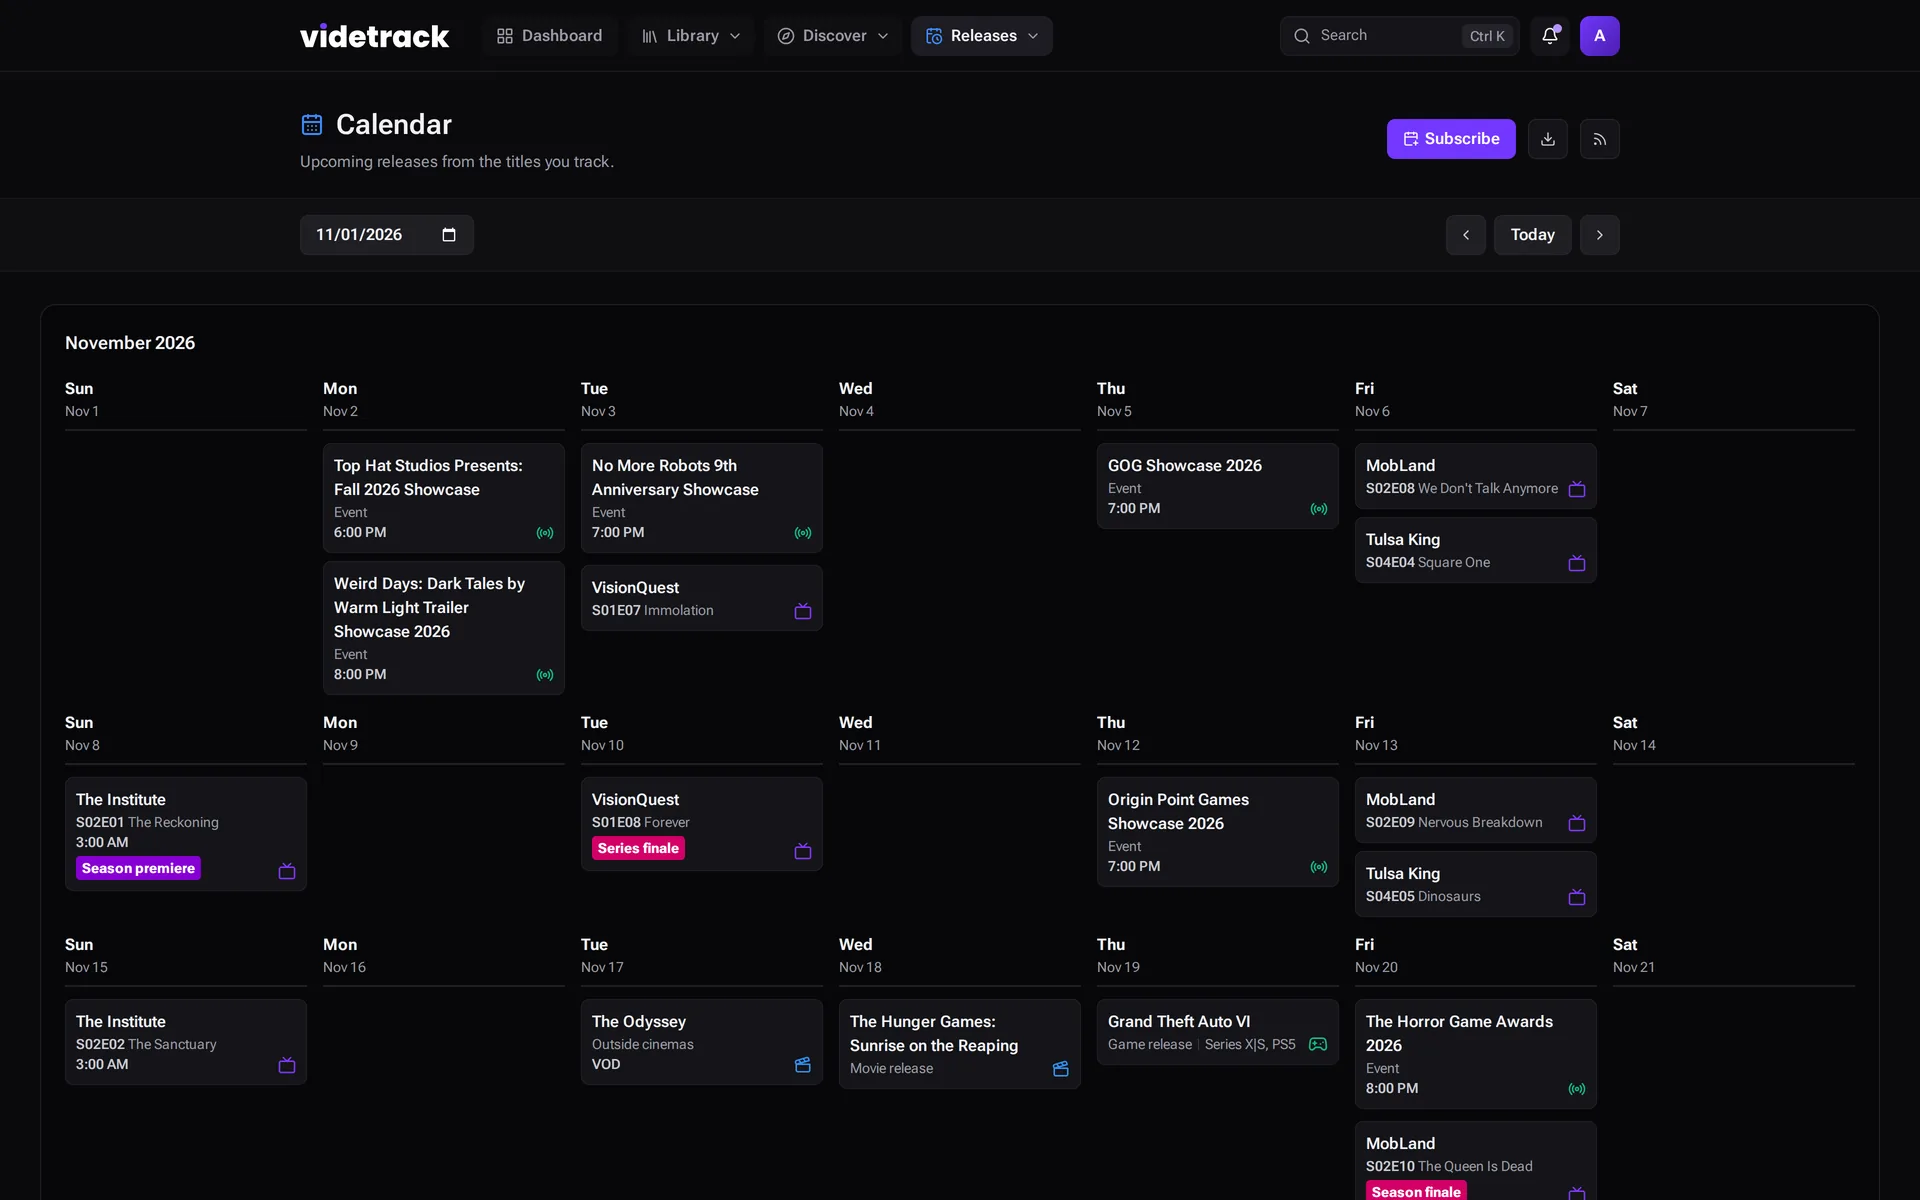 videtrack
Dashboard
Library
Discover
Releases
Search
Ctrl K
A
Calendar
Upcoming releases from the titles you track.
Subscribe
11/01/2026
Today
November 2026
Sun
Nov 1
Mon
Nov 2
Top Hat Studios Presents:
Fall 2026 Showcase
Event
6:00 PM
Weird Days: Dark Tales by
Warm Light Trailer
Showcase 2026
Event
8:00 PM
Tue
Nov 3
No More Robots 9th
Anniversary Showcase
Event
7:00 PM
VisionQuest
S01E07 Immolation
Wed
Nov 4
Thu
Nov 5
GOG Showcase 2026
Event
7:00 PM
Fri
Nov 6
MobLand
S02E08 We Don't Talk Anymore
Tulsa King
S04E04 Square One
Sat
Nov 7
Sun
Nov 8
The Institute
S02E01 The Reckoning
3:00 AM
Season premiere
Mon
Nov 9
Tue
Nov 10
VisionQuest
S01E08 Forever
Series finale
Wed
Nov 11
Thu
Nov 12
Origin Point Games
Showcase 2026
Event
7:00 PM
Fri
Nov 13
MobLand
S02E09 Nervous Breakdown
Tulsa King
S04E05 Dinosaurs
Sat
Nov 14
Sun
Nov 15
The Institute
S02E02 The Sanctuary
3:00 AM
Mon
Nov 16
Tue
Nov 17
The Odyssey
Outside cinemas
VOD
Wed
Nov 18
The Hunger Games:
Sunrise on the Reaping
Movie release
Thu
Nov 19
Grand Theft Auto VI
Game release | Series X|S, PS5
Fri
Nov 20
The Horror Game Awards
2026
Event
8:00 PM
MobLand
S02E10 The Queen Is Dead
Season finale
Sat
Nov 21